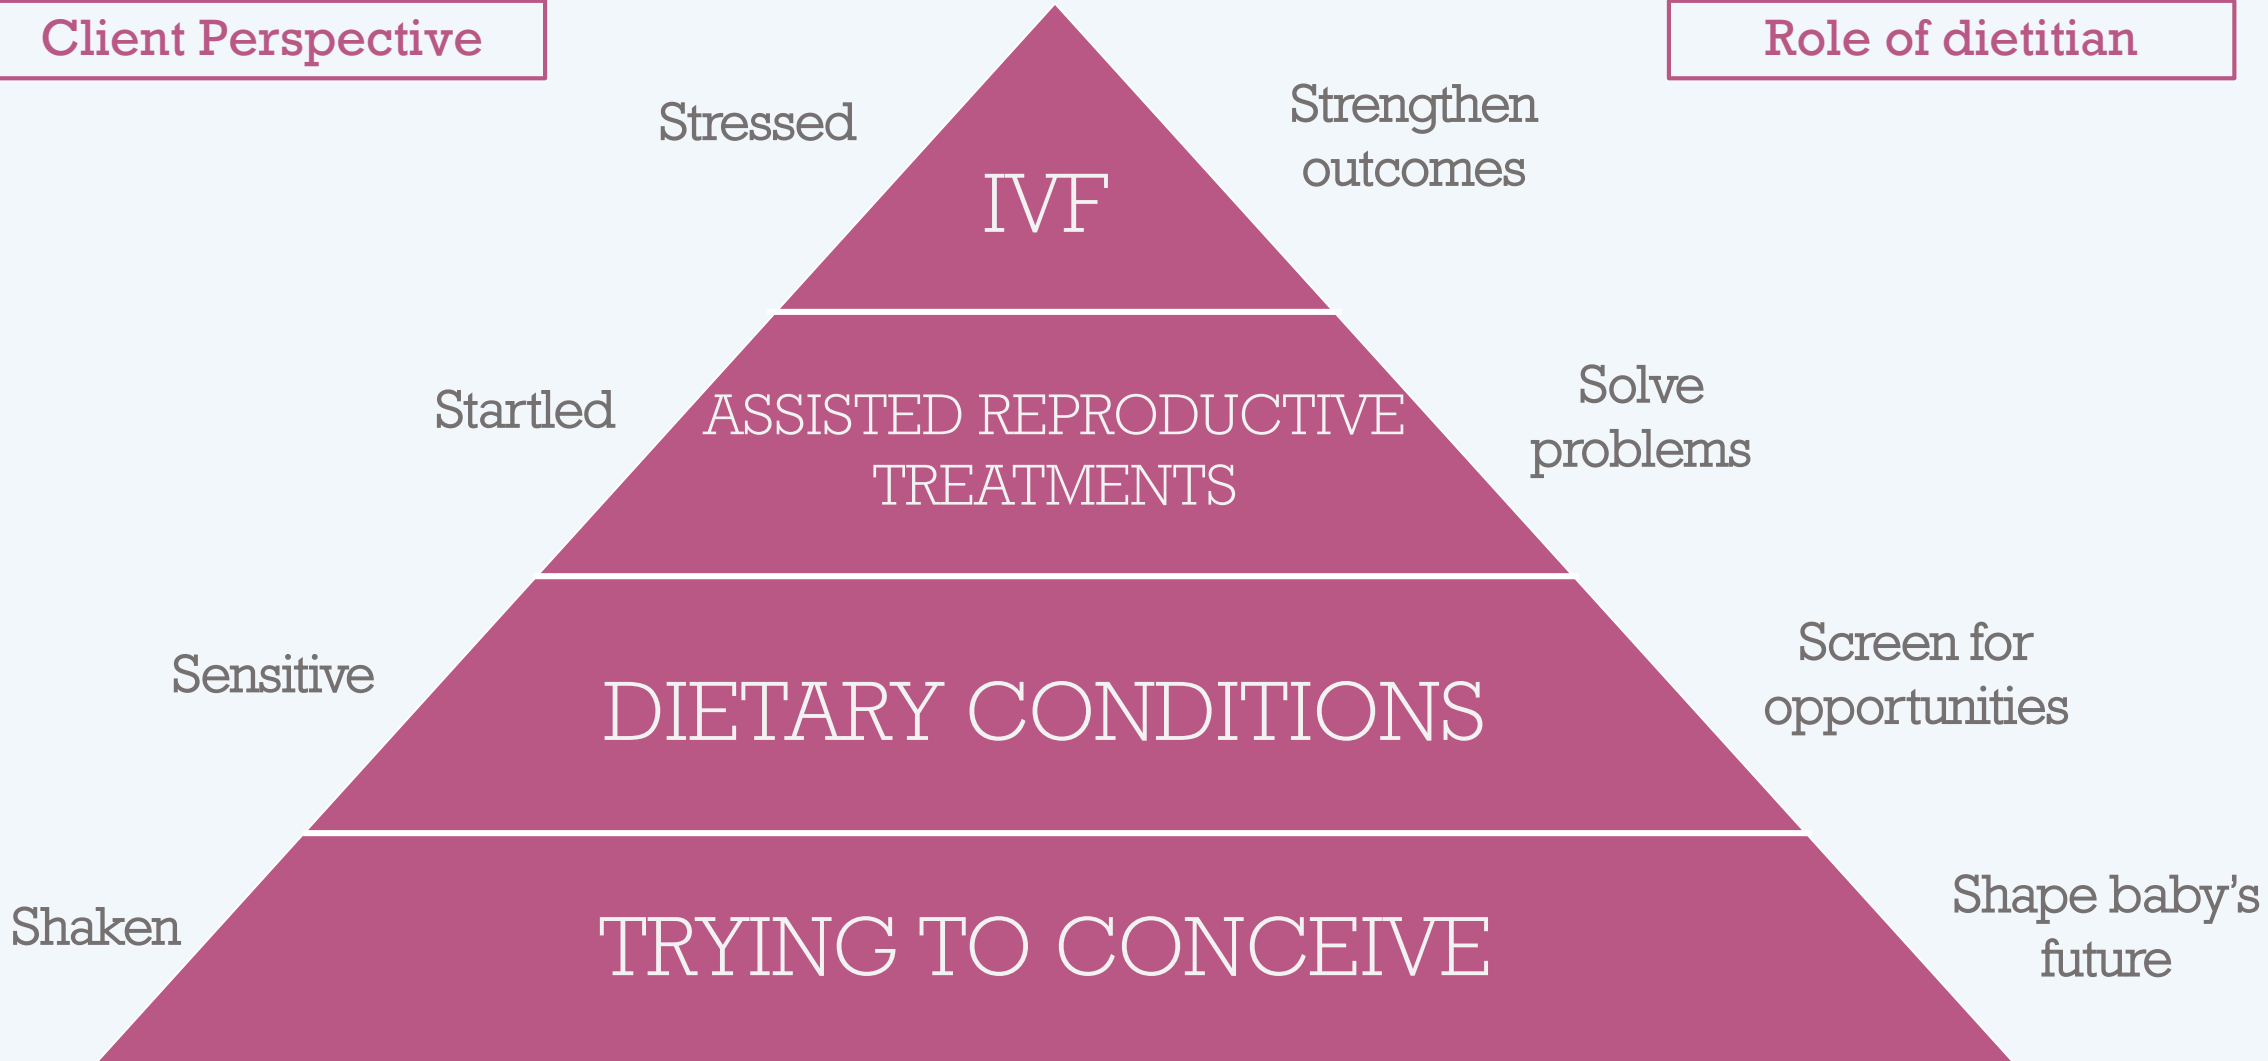 Client Perspective
Role of dietitian
Stressed
IVF
Strengthen
outcomes
Startled
ASSISTED REPRODUCTIVE
TREATMENTS
Solve
problems
Sensitive
DIETARY CONDITIONS
Screen for
opportunities
Shaken
TRYING TO CONCEIVE
Shape baby’s
future